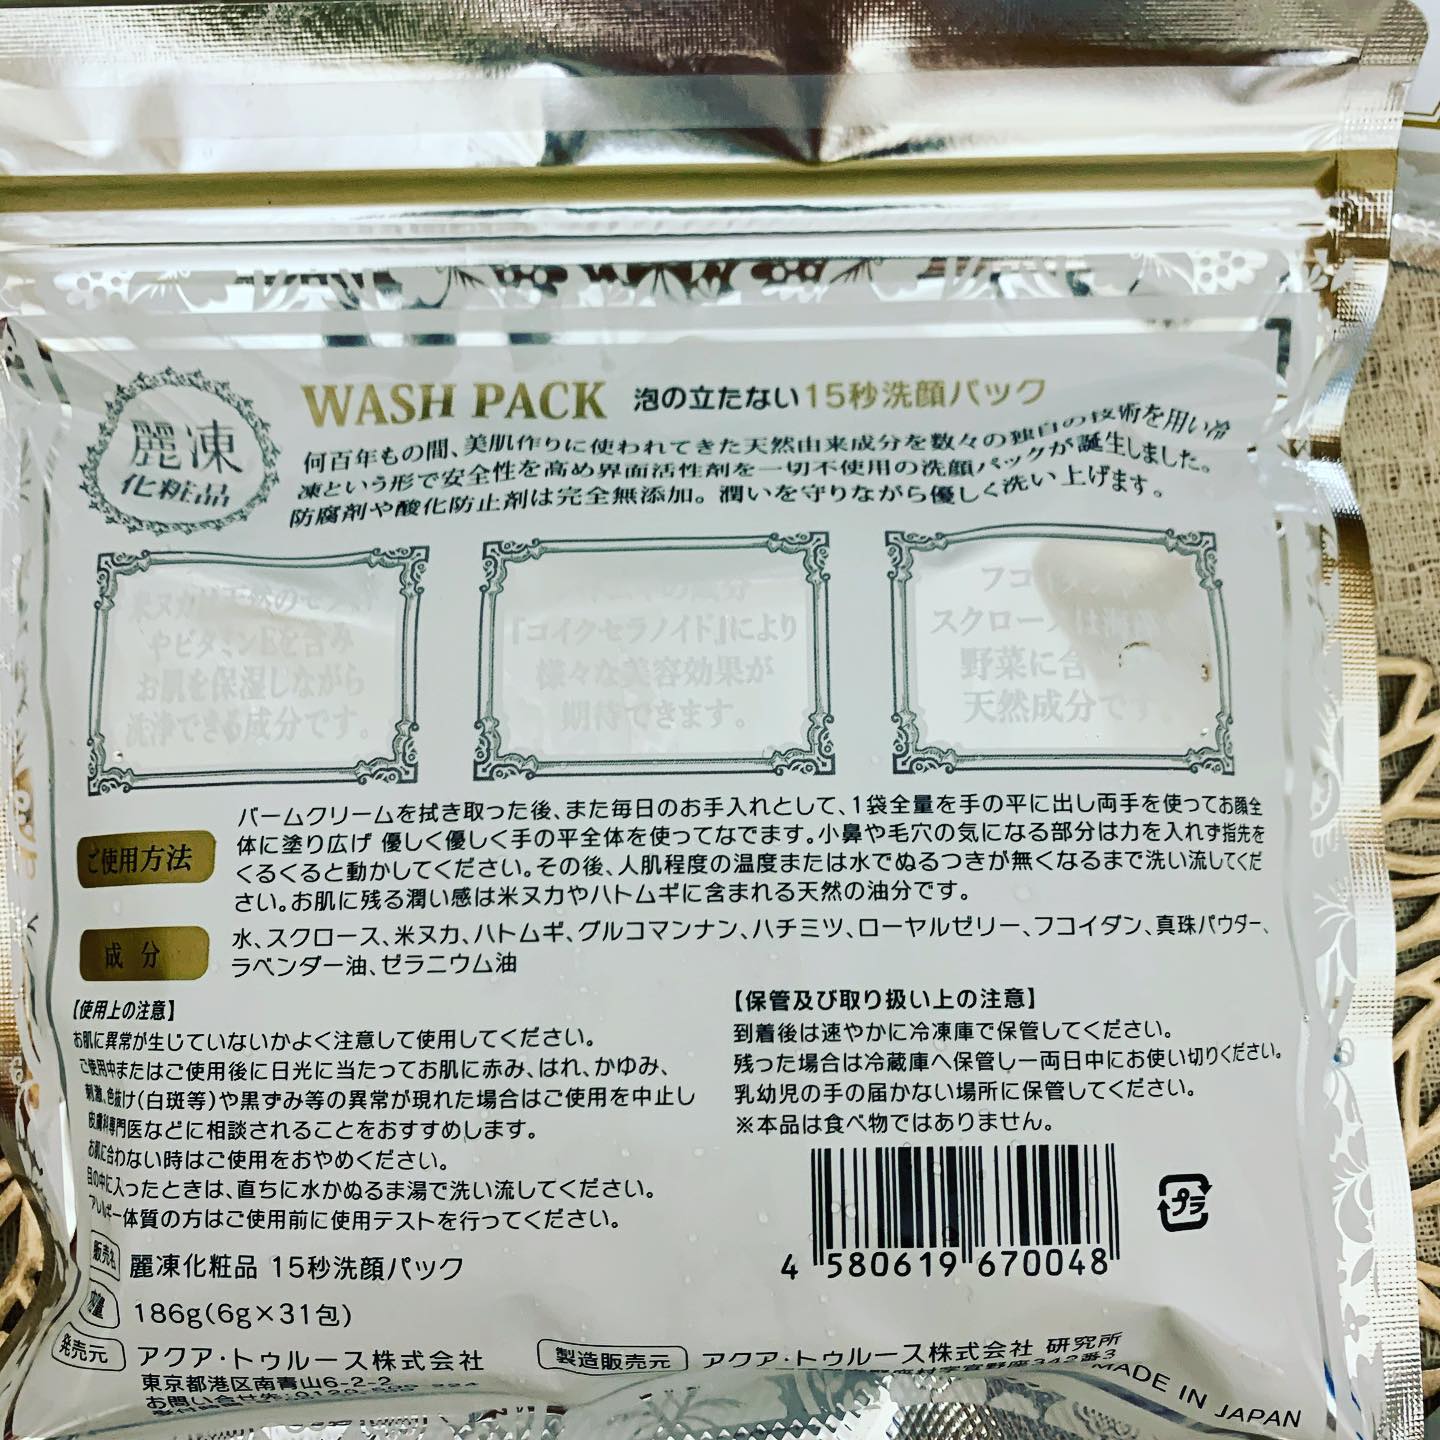 麗凍
化粧品
WASH PACK 泡の立たない15秒洗顔パック
何百年もの間、美肌作りに使われてきた天然由来成分を数々の独自の技術を用い冷
凍という形で安全性を高め界面活性剤を一切不使用の洗顔パックが誕生しました。
防腐剤や酸化防止剤は完全無添加。潤いを守りながら優しく洗い上げます。
やビタミンEを含み
お肌を保湿しながら
洗浄できる成分です。
『コイクセラノイド』により
様々な美容効果が
期待できます。
フコ
スクロース
野菜に含
天然成分です。
ご使用方法
バームクリームを拭き取った後、また毎日のお手入れとして、1袋全量を手の平に出し両手を使ってお顔全
体に塗り広げ 優しく優しく手の平全体を使ってなでます。小鼻や毛穴の気になる部分は力を入れず指先を
くるくると動かしてください。その後、人肌程度の温度または水でぬるつきが無くなるまで洗い流してくだ
さい。お肌に残る潤い感は米ヌカやハトムギに含まれる天然の油分です。
成分
水、スクロース、米ヌカ、ハトムギ、グルコマンナン、ハチミツ、ローヤルゼリー、フコイダン、真珠パウダー、
ラベンダー油、ゼラニウム油
【使用上の注意】
お肌に異常が生じていないかよく注意して使用してください。
ご使用中またはご使用後に日光に当たってお肌に赤み、はれ、かゆみ、
刺激、色抜け(白斑等)や黒ずみ等の異常が現れた場合はご使用を中止し
皮膚科専門医などに相談されることをおすすめします。
お肌に合わない時はご使用をおやめください。
目の中に入ったときは、直ちに水かぬるま湯で洗い流してください。
アレルギー体質の方はご使用前に使用テストを行ってください。
【保管及び取り扱い上の注意】
到着後は速やかに冷凍庫で保管してください。
残った場合は冷蔵庫へ保管し一両日中にお使い切りください。
乳幼児の手の届かない場所に保管してください。
※本品は食べ物ではありません。
4 580619 670048
プラ
販売名 麗凍化粧品 15秒洗顔パック
内容量 186g(6g×31包)
発売元 アクア・トゥルース株式会社
東京都港区南青山6-2-2
お問い合わせ先:0120-
製造販売元 アクア・トゥルース株式会社 研究所
342番3
MADE IN JAPAN